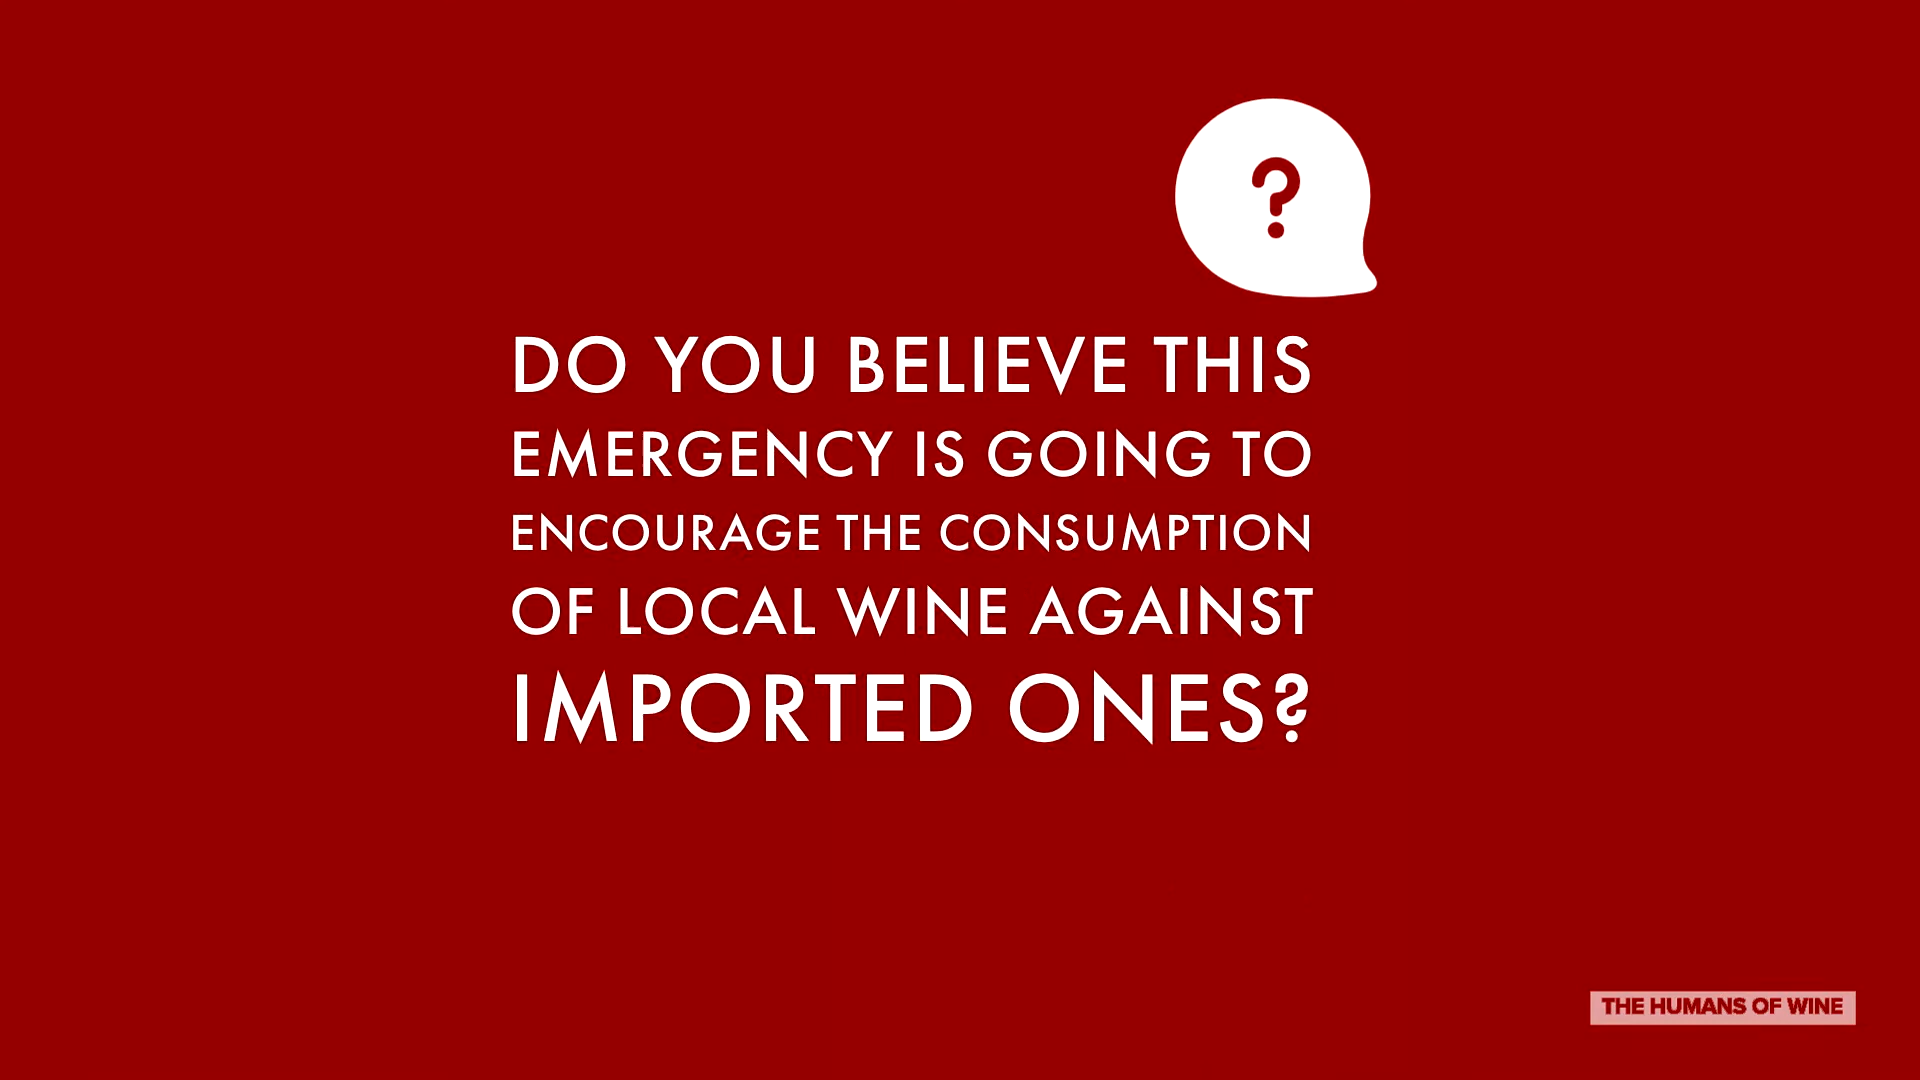 ?
DO YOU BELIEVE THIS
EMERGENCY IS GOING TO
ENCOURAGE THE CONSUMPTION
OF LOCAL WINE AGAINST
IMPORTED ONES?
THE HUMANS OF WINE